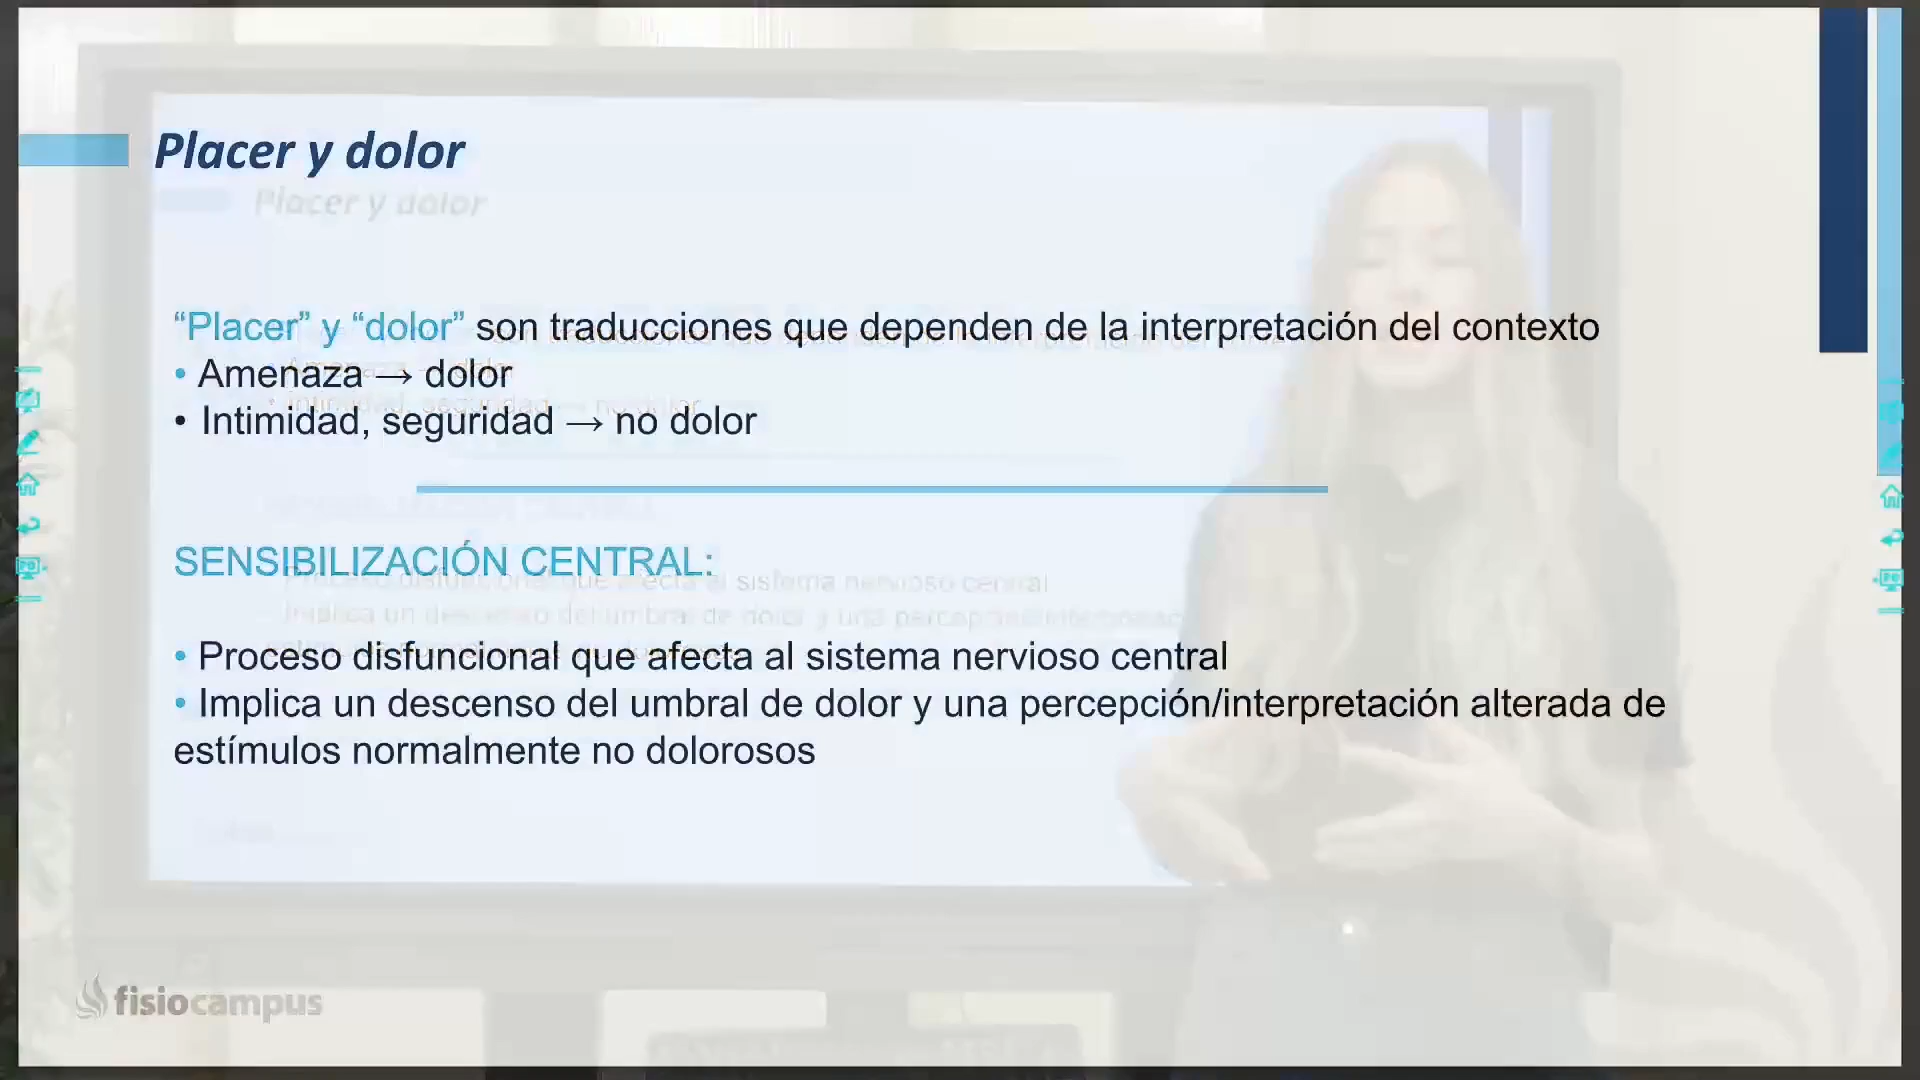 Placer y dolor
Placer y dolor
“Placer” y “dolor” son traducciones que dependen de la interpretación del contexto
• Amenaza → dolor
• Intimidad, seguridad → no dolor
SENSIBILIZACIÓN CENTRAL:
• Proceso disfuncional que afecta al sistema nervioso central
• Implica un descenso del umbral de dolor y una percepción/interpretación alterada de
estímulos normalmente no dolorosos
fisiocampus